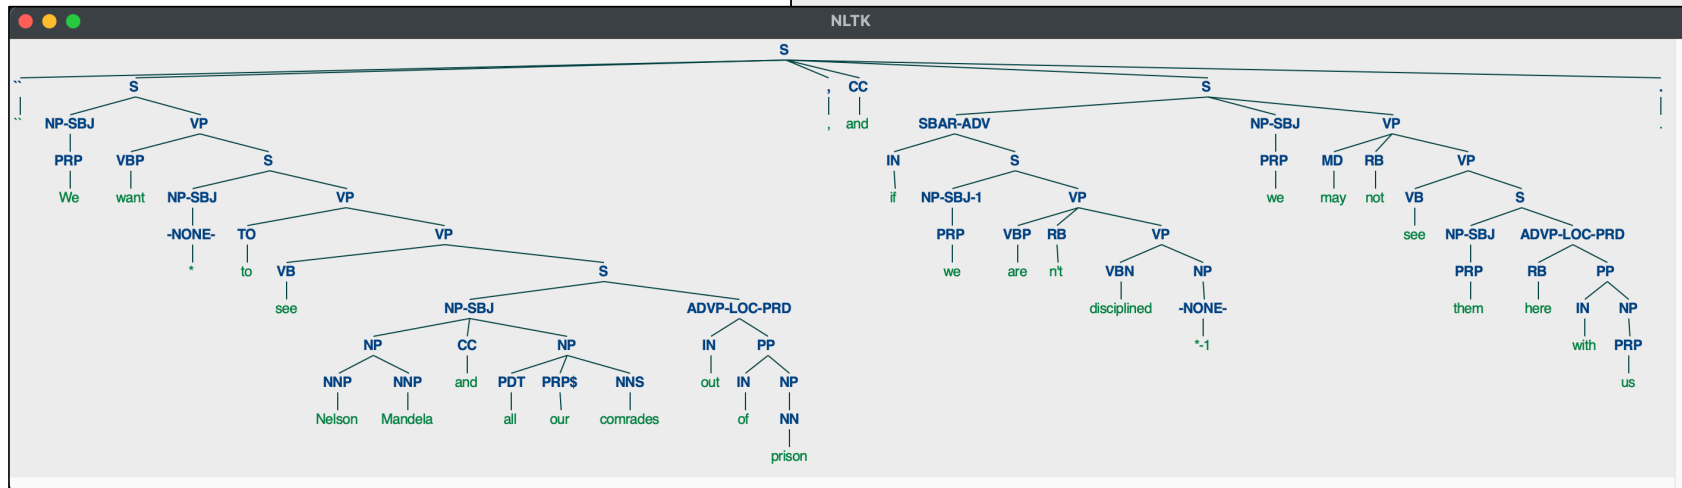 NLTK
S
`` S , CC S .
`` NP-SBJ VP , and SBAR-ADV NP-SBJ VP .
PRP VBP S IN S PRP MD RB VP
We want NP-SBJ VP if NP-SBJ-1 VP we may not VB S
-NONE- TO VP PRP VBP RB VP see NP-SBJ ADVP-LOC-PRD
* to VB S we are n't VBN NP PRP RB PP
see NP-SBJ ADVP-LOC-PRD disciplined -NONE- them here IN NP
NP CC NP IN PP *-1 with PRP
NNP NNP and PDT PRP$ NNS out IN NP us
Nelson Mandela all our comrades of NN
prison